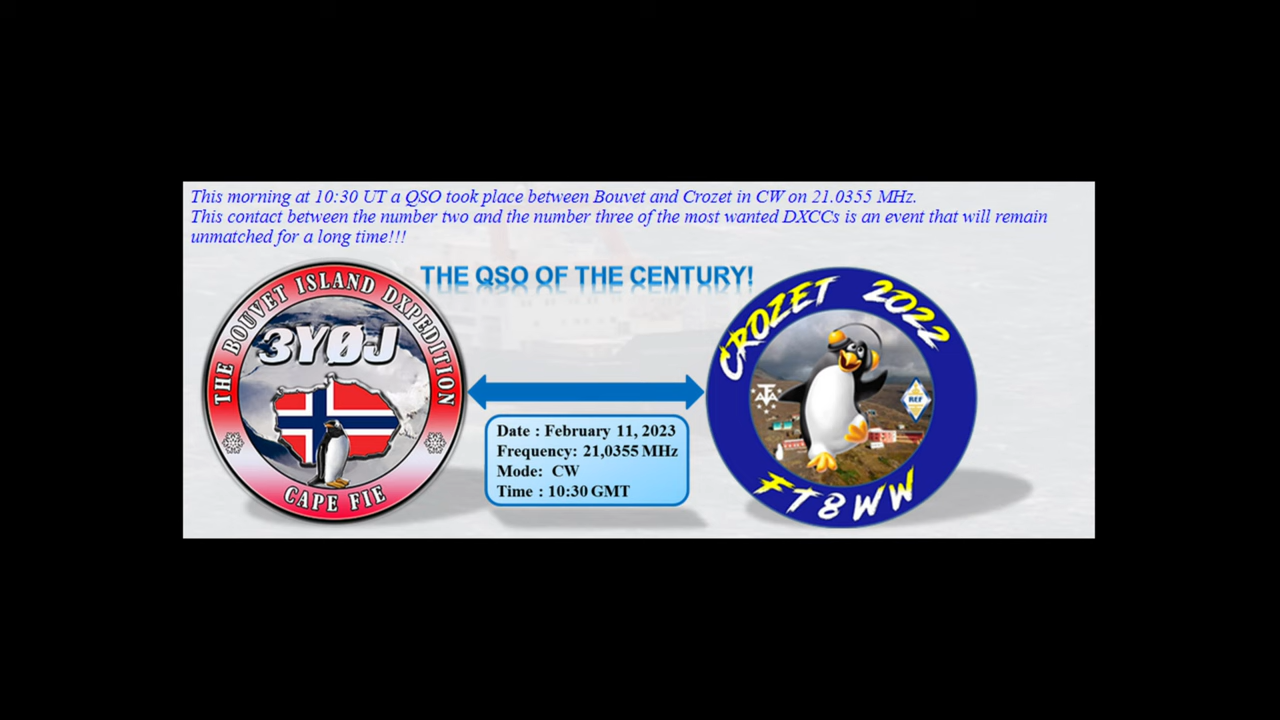 This morning at 10:30 UT a QSO took place between Bouvet and Crozet in CW on 21.0355 MHz.
This contact between the number two and the number three of the most wanted DXCCs is an event that will remain
unmatched for a long time!!!
THE QSO OF THE CENTURY!
THE BOUVET ISLAND DXPEDITION
3YØJ
CAPE FIE
Date : February 11, 2023
Frequency: 21,0355 MHz
Mode: CW
Time : 10:30 GMT
CROZET 2022
REF
FT8WW